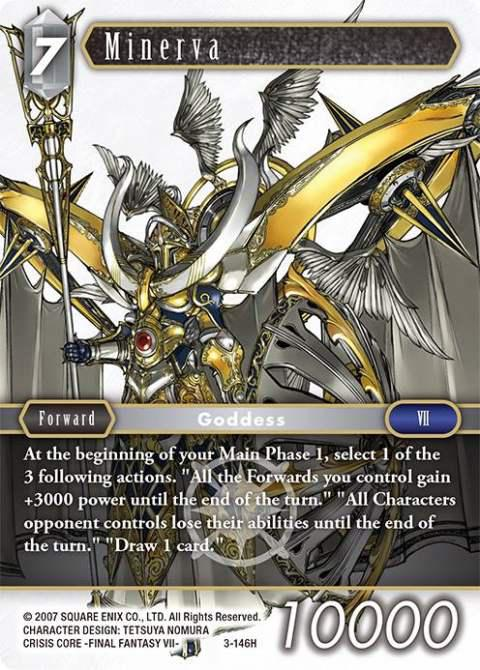 7
Minerva
Forward
Goddess
VII
At the beginning of your Main Phase 1, select 1 of the
3 following actions. "All the Forwards you control gain
+3000 power until the end of the turn." "All Characters
opponent controls lose their abilities until the end of
the turn." "Draw 1 card."
© 2007 SQUARE ENIX CO., LTD. All Rights Reserved.
CHARACTER DESIGN: TETSUYA NOMURA
CRISIS CORE -FINAL FANTASY VII-
3-146H
10000